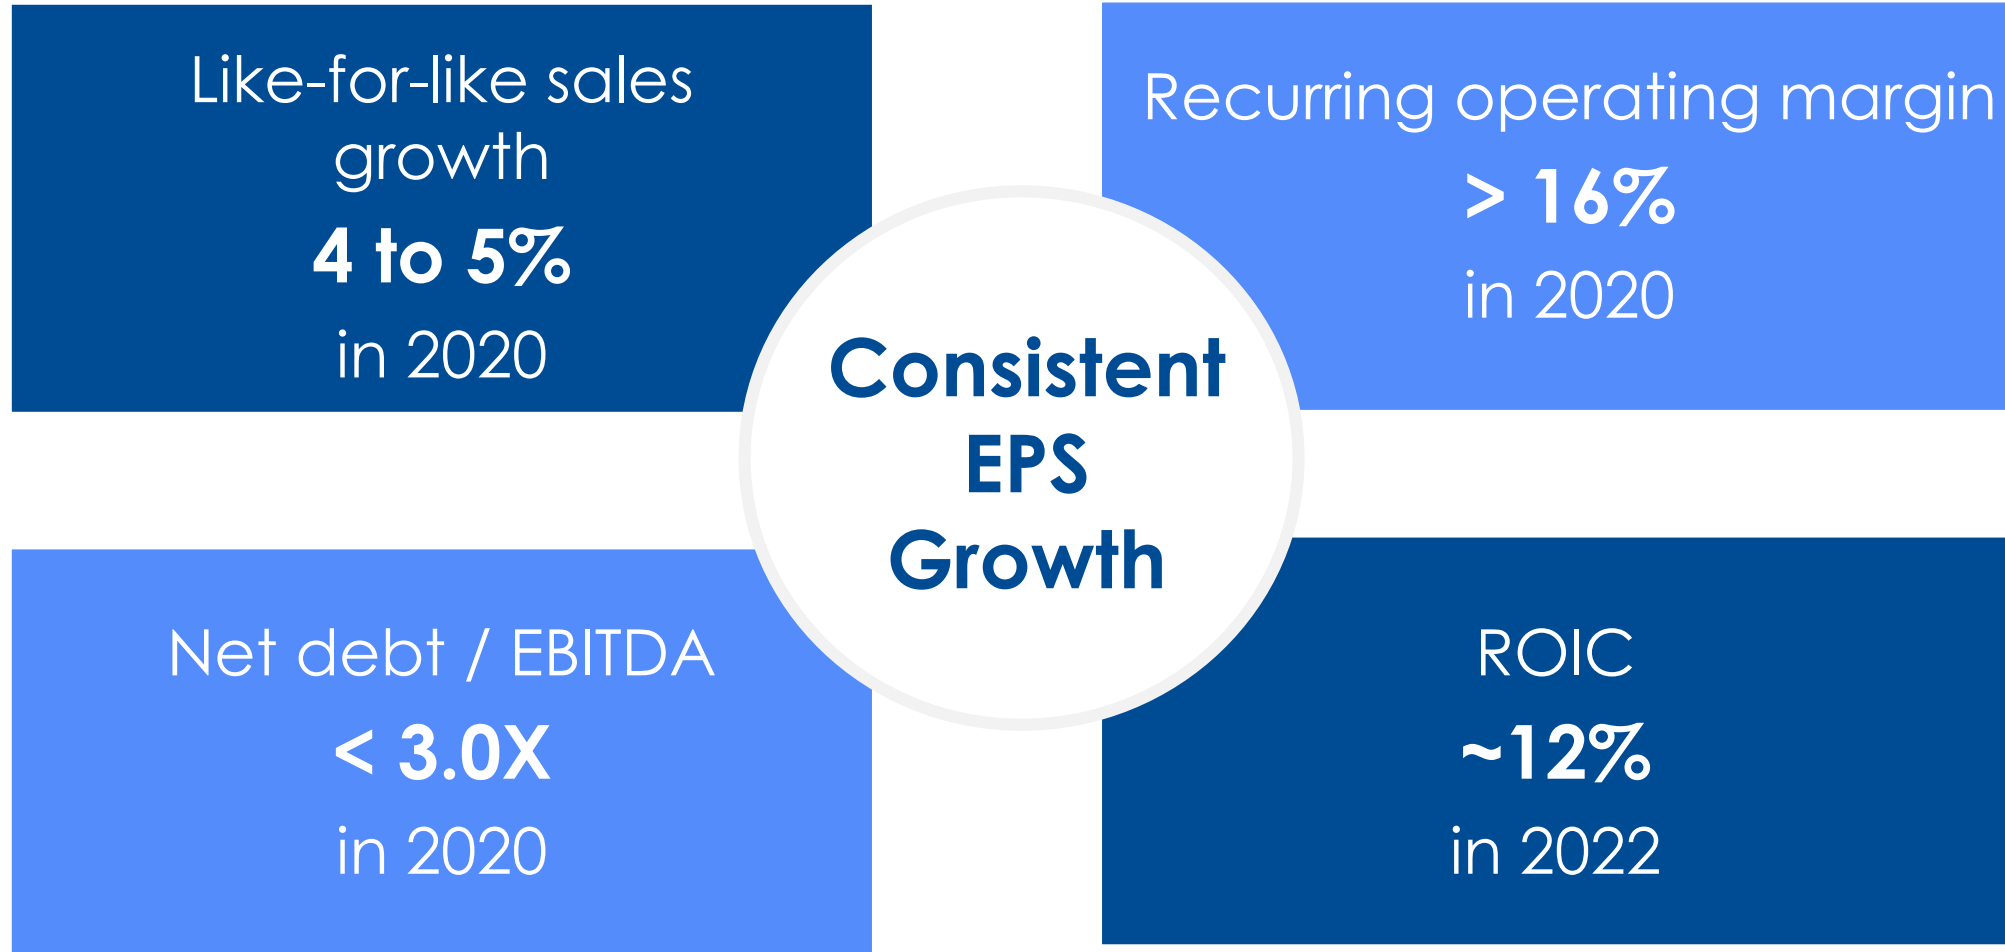 Like-for-like sales
growth
4 to 5%
in 2020
Recurring operating margin
> 16%
in 2020
Consistent
EPS
Growth
Net debt / EBITDA
< 3.0X
in 2020
ROIC
~12%
in 2022